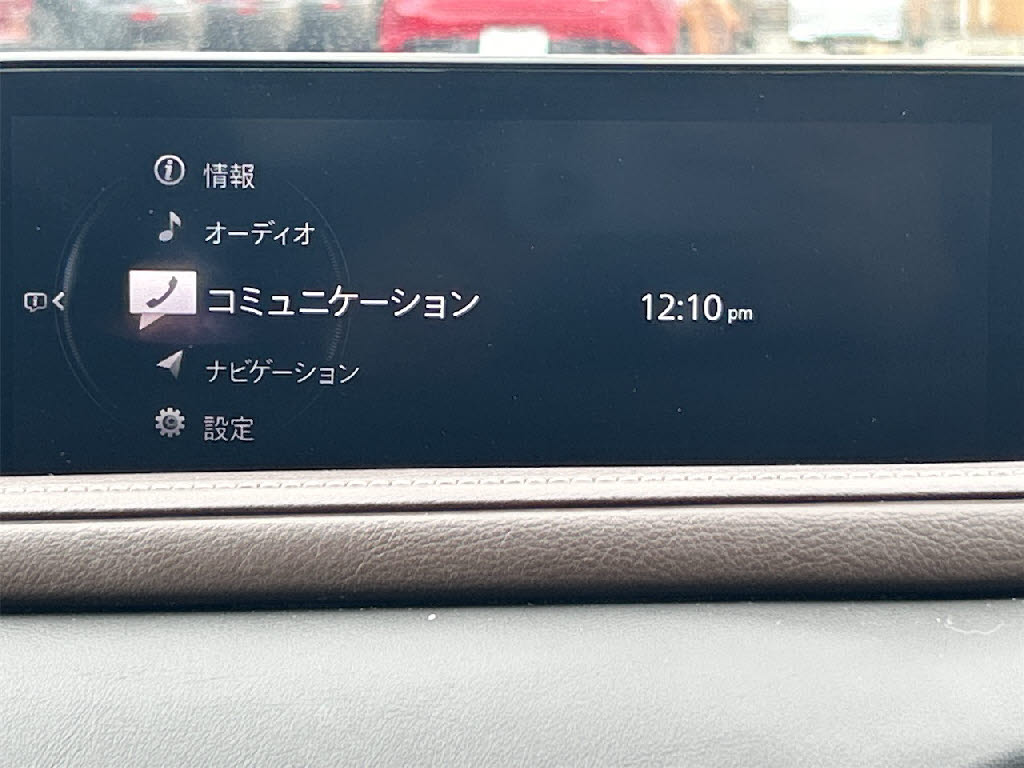 情報
オーディオ
コミュニケーション
12:10 pm
ナビゲーション
設定